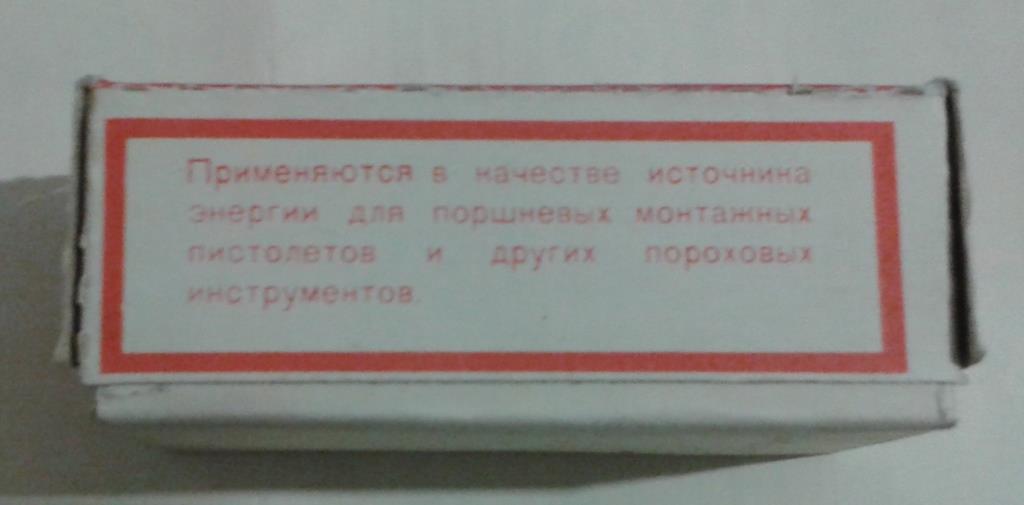 Применяются в качестве источника
энергии для поршневых монтажных
пистолетов и других пороховых
инструментов.